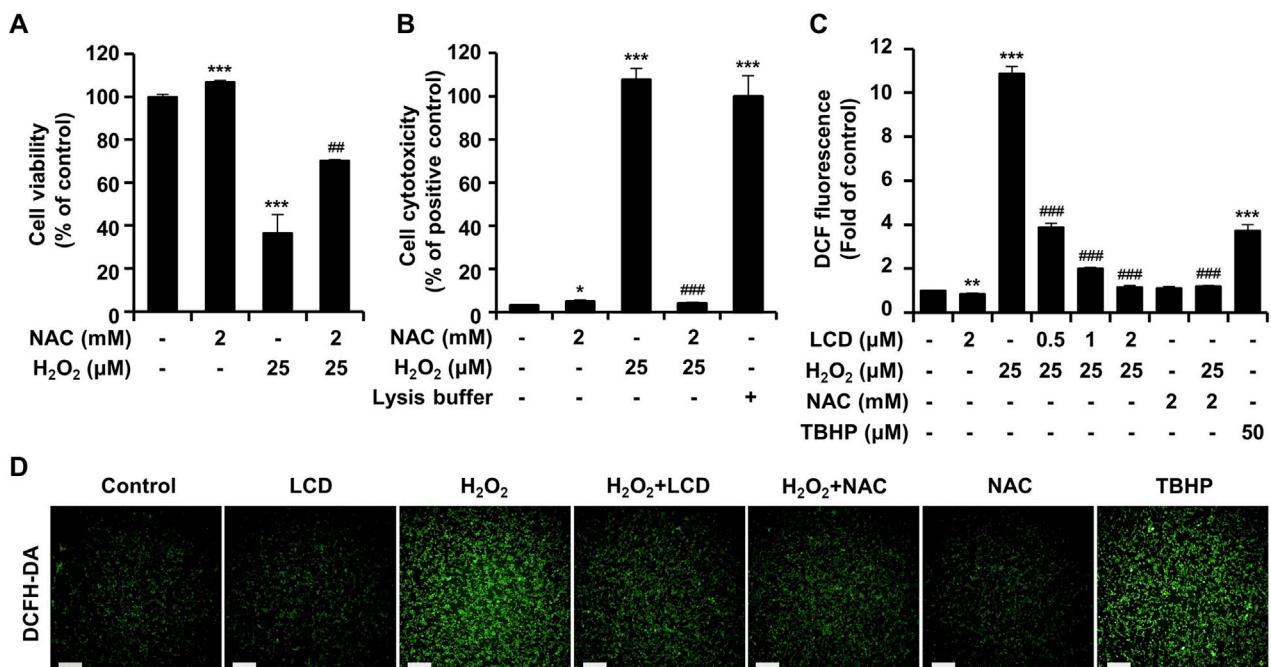 A
Cell viability
(% of control)
120
100
80
60
40
20
0
***
***
##
NAC (mM) - 2 - 2
H₂O₂ (µM) - - 25 25
B
Cell cytotoxicity
(% of positive control)
120
100
80
60
40
20
0
*
***
###
***
NAC (mM) - 2 - 2 -
H₂O₂ (µM) - - 25 25 -
Lysis buffer - - - - +
C
DCF fluorescence
(Fold of control)
12
10
8
6
4
2
0
**
***
###
###
###
###
***
LCD (µM) - 2 - 0.5 1 2 - - -
H₂O₂ (µM) - - 25 25 25 25 - 25 -
NAC (mM) - - - - - - 2 2 -
TBHP (µM) - - - - - - - - 50
D
Control LCD H₂O₂ H₂O₂+LCD H₂O₂+NAC NAC TBHP
DCFH-DA